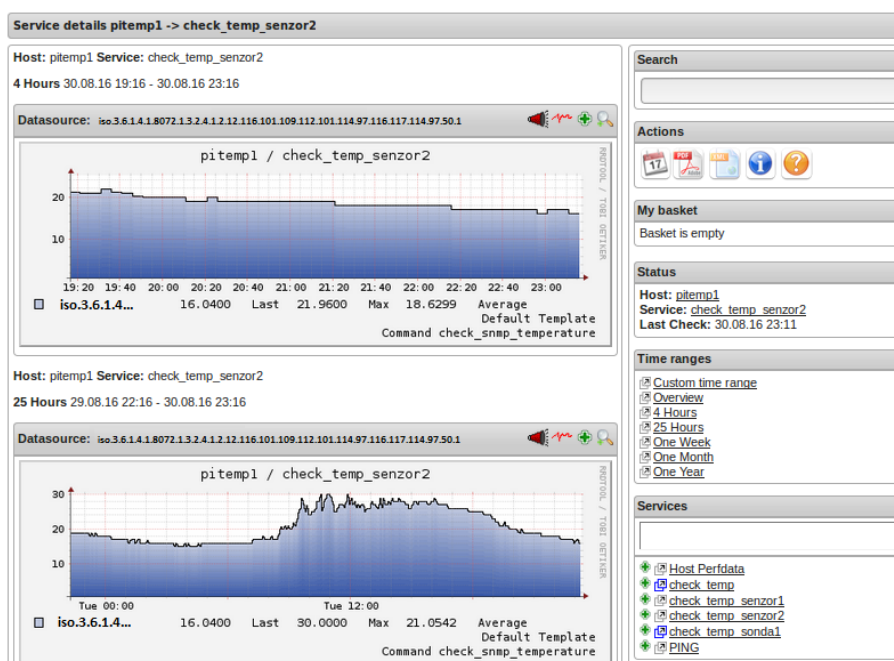 Service details pitemp1 -> check_temp_senzor2
Host: pitemp1 Service: check_temp_senzor2
4 Hours 30.08.16 19:16 - 30.08.16 23:16
Datasource: iso.3.6.1.4.1.8072.1.3.2.4.1.2.12.116.101.109.112.101.114.97.116.117.114.97.50.1
pitemp1 / check_temp_senzor2
RRDTOOL / TOBI OETIKER
20
10
19:20 19:40 20:00 20:20 20:40 21:00 21:20 21:40 22:00 22:20 22:40 23:00
iso.3.6.1.4... 16.0400 Last 21.9600 Max 18.6299 Average
Default Template
Command check_snmp_temperature
Host: pitemp1 Service: check_temp_senzor2
25 Hours 29.08.16 22:16 - 30.08.16 23:16
Datasource: iso.3.6.1.4.1.8072.1.3.2.4.1.2.12.116.101.109.112.101.114.97.116.117.114.97.50.1
pitemp1 / check_temp_senzor2
RRDTOOL / TOBI OETIKER
30
20
10
Tue 00:00 Tue 12:00
iso.3.6.1.4... 16.0400 Last 30.0000 Max 21.0542 Average
Default Template
Command check_snmp_temperature
Search
Actions
17 PDF Adobe
My basket
Basket is empty
Status
Host: pitemp1
Service: check_temp_senzor2
Last Check: 30.08.16 23:11
Time ranges
Custom time range
Overview
4 Hours
25 Hours
One Week
One Month
One Year
Services
Host Perfdata
check_temp
check_temp_senzor1
check_temp_senzor2
check_temp_sonda1
PING